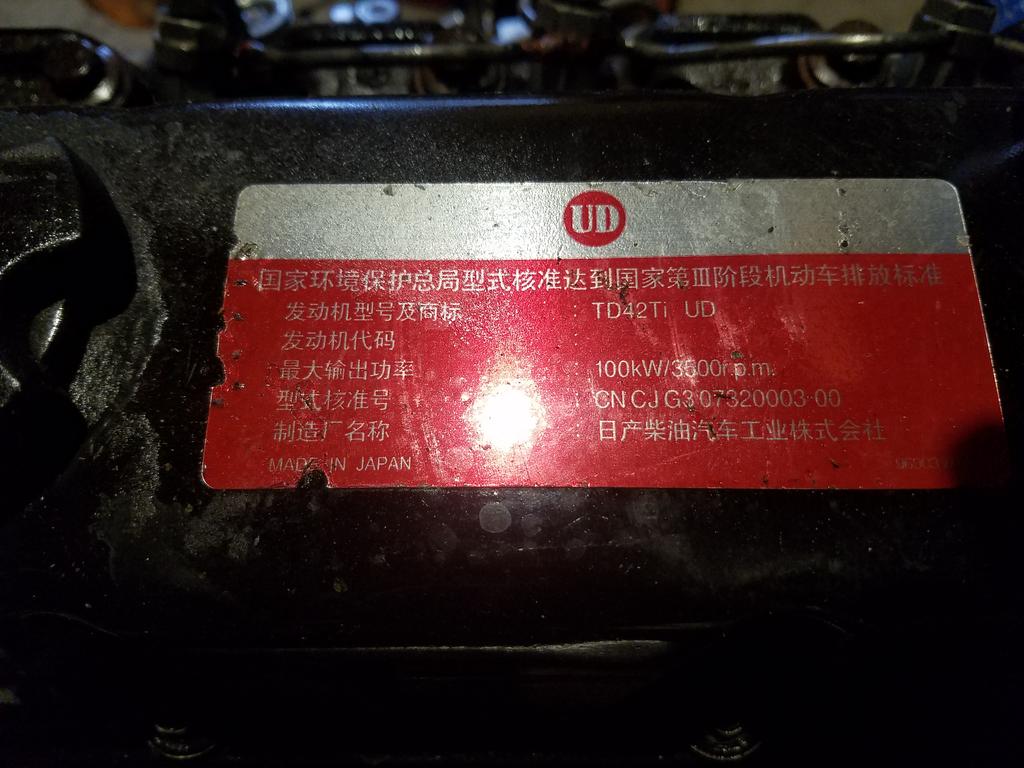 UD
国家环境保护总局型式核准达到国家第Ⅲ阶段机动车排放标准
发动机型号及商标 : TD42Ti UD
发动机代码
最大输出功率 : 100kW/3500r.p.m.
型式核准号 : CN CJ G3 07320003·00
制造厂名称 : 日产柴油汽车工业株式会社
MADE IN JAPAN